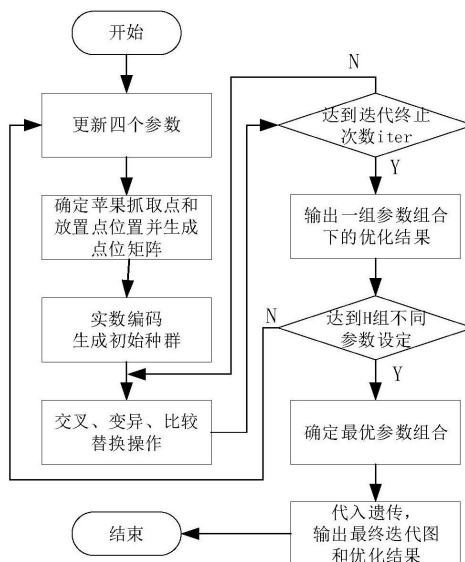 开始
更新四个参数
确定苹果抓取点和
放置点位置并生成
点位矩阵
实数编码
生成初始种群
交叉、变异、比较
替换操作
N
达到迭代终止
次数iter
Y
输出一组参数组合
下的优化结果
N
达到H组不同
参数设定
Y
确定最优参数组合
代入遗传，
输出最终迭代图
和优化结果
结束